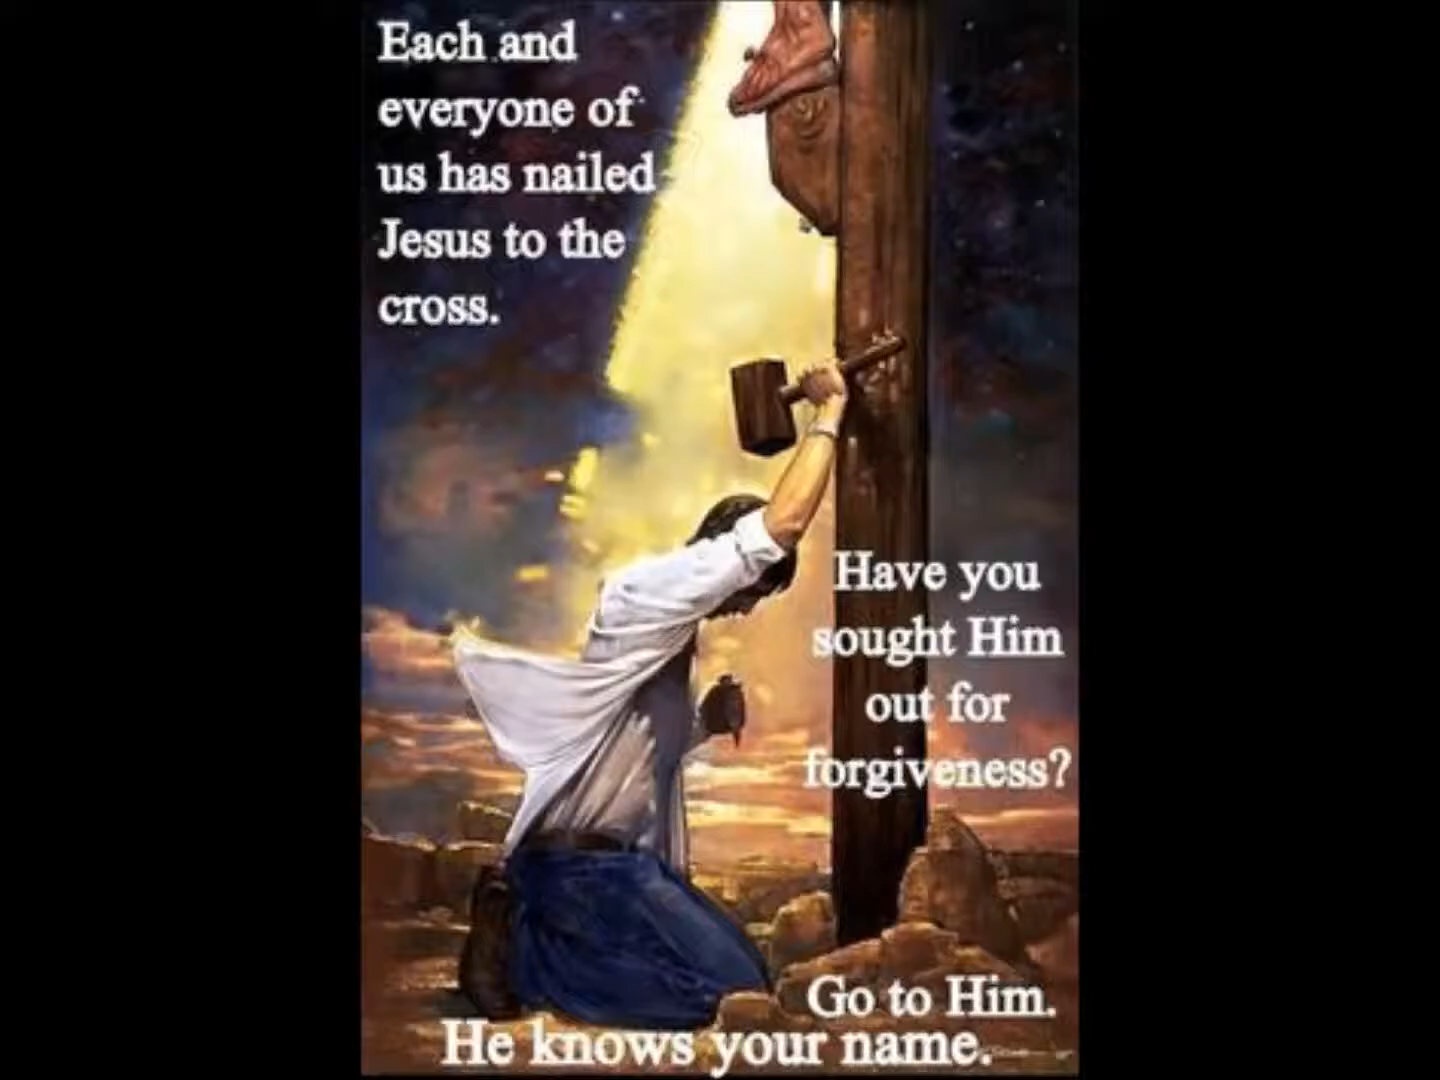 Each and
everyone of
us has nailed
Jesus to the
cross.
Have you
sought Him
out for
forgiveness?
Go to Him.
He knows your name.